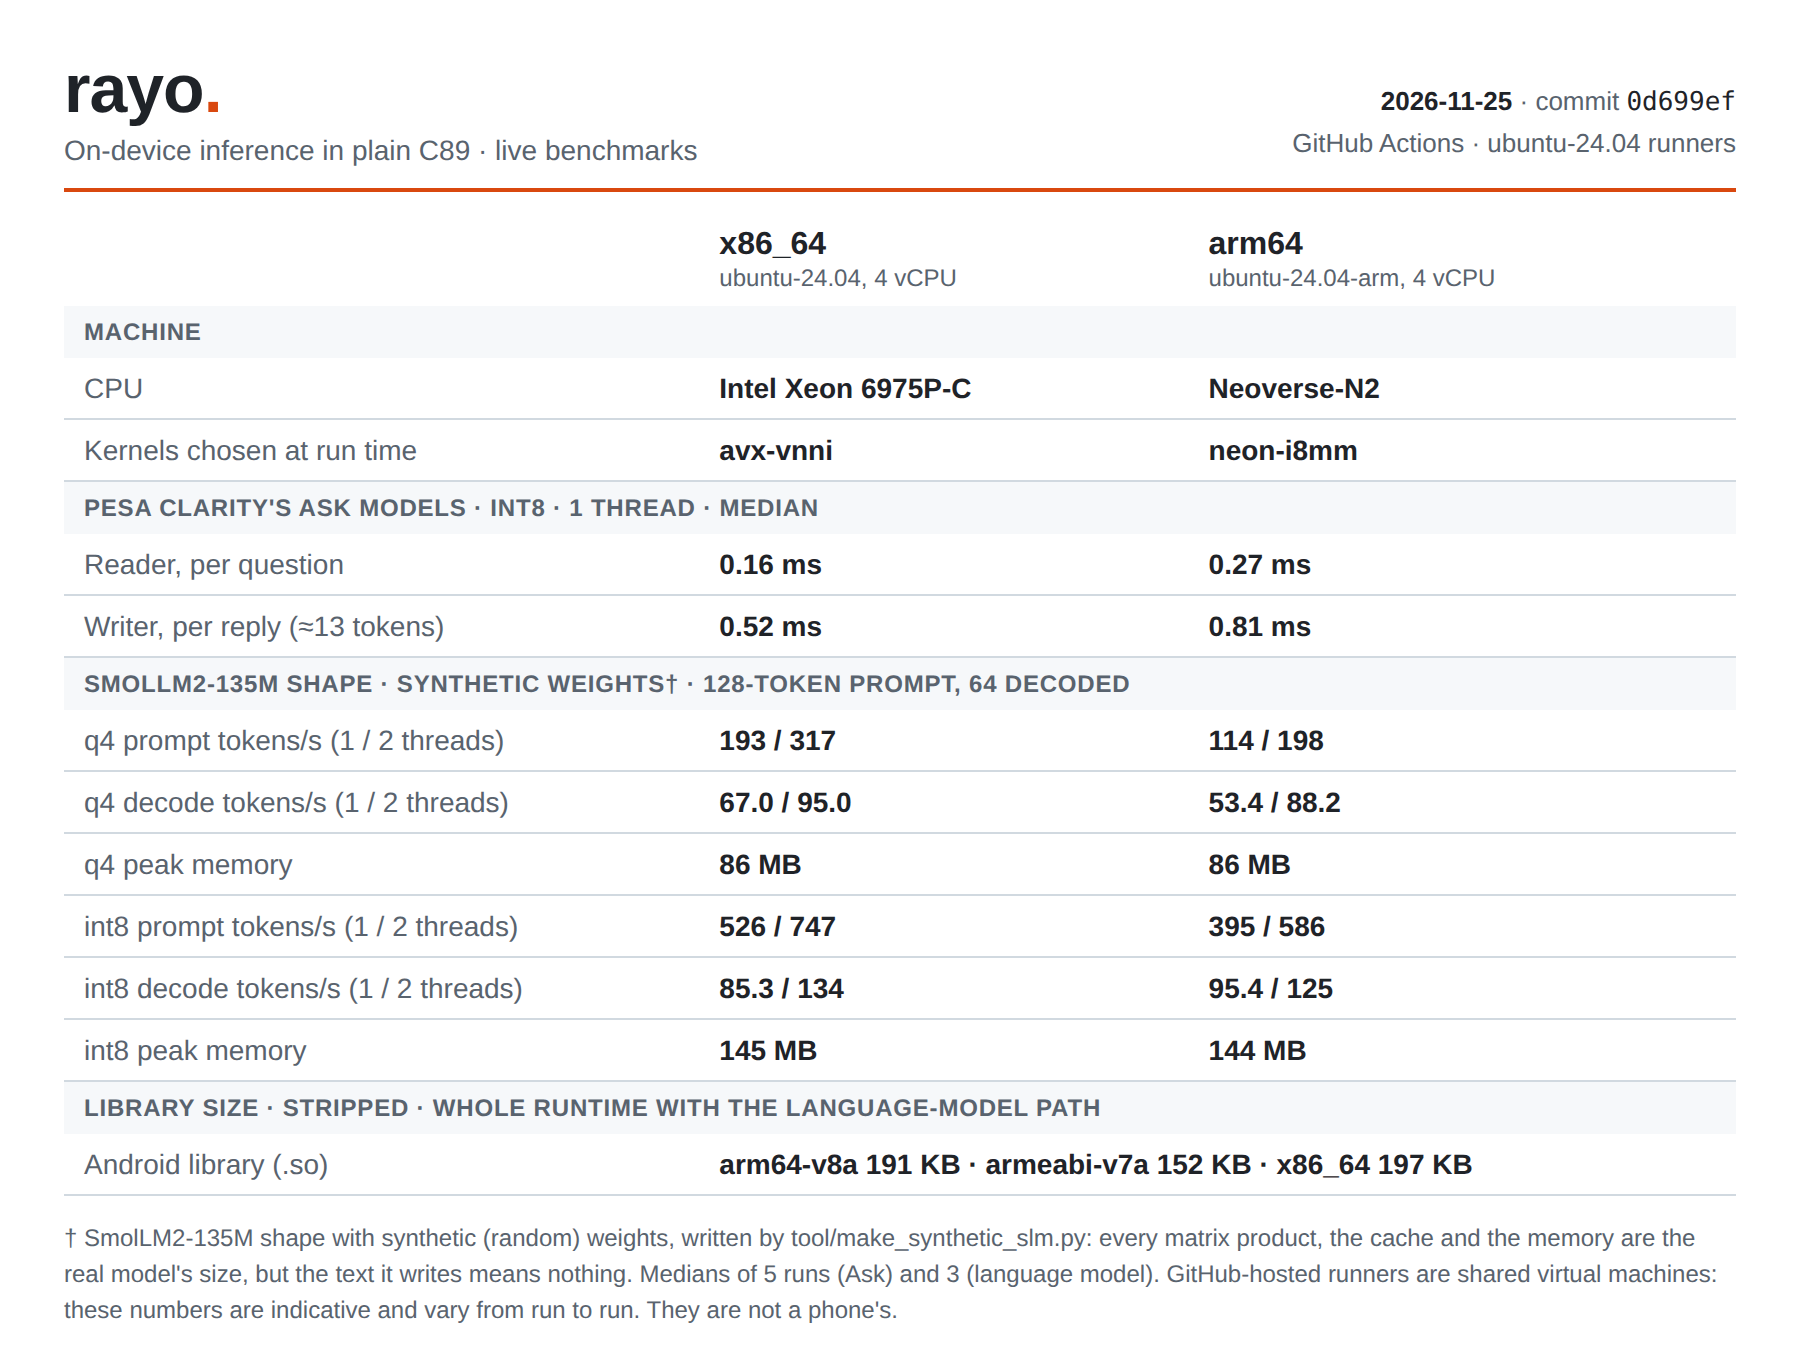 rayo.
On-device inference in plain C89 · live benchmarks
2026-11-25 · commit 0d699ef
GitHub Actions · ubuntu-24.04 runners
x86_64 arm64
ubuntu-24.04, 4 vCPU ubuntu-24.04-arm, 4 vCPU
MACHINE
CPU Intel Xeon 6975P-C Neoverse-N2
Kernels chosen at run time avx-vnni neon-i8mm
PESA CLARITY'S ASK MODELS · INT8 · 1 THREAD · MEDIAN
Reader, per question 0.16 ms 0.27 ms
Writer, per reply (≈13 tokens) 0.52 ms 0.81 ms
SMOLLM2-135M SHAPE · SYNTHETIC WEIGHTS† · 128-TOKEN PROMPT, 64 DECODED
q4 prompt tokens/s (1 / 2 threads) 193 / 317 114 / 198
q4 decode tokens/s (1 / 2 threads) 67.0 / 95.0 53.4 / 88.2
q4 peak memory 86 MB 86 MB
int8 prompt tokens/s (1 / 2 threads) 526 / 747 395 / 586
int8 decode tokens/s (1 / 2 threads) 85.3 / 134 95.4 / 125
int8 peak memory 145 MB 144 MB
LIBRARY SIZE · STRIPPED · WHOLE RUNTIME WITH THE LANGUAGE-MODEL PATH
Android library (.so) arm64-v8a 191 KB · armeabi-v7a 152 KB · x86_64 197 KB
† SmolLM2-135M shape with synthetic (random) weights, written by tool/make_synthetic_slm.py: every matrix product, the cache and the memory are the
real model's size, but the text it writes means nothing. Medians of 5 runs (Ask) and 3 (language model). GitHub-hosted runners are shared virtual machines:
these numbers are indicative and vary from run to run. They are not a phone's.